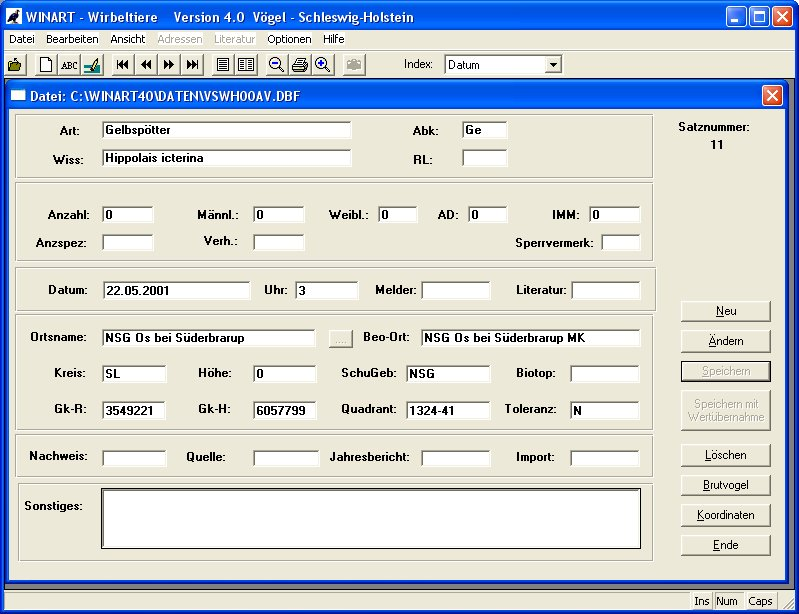 WINART - Wirbeltiere Version 4.0 Vögel - Schleswig-Holstein
Datei Bearbeiten Ansicht Adressen Literatur Optionen Hilfe
ABC Index: Datum
Datei: C:\WINART40\DATEN\VSWH00AV.DBF
Art: Gelbspötter Abk: Ge Satznummer:
11
Wiss: Hippolais icterina RL:
Anzahl: 0 Männl.: 0 Weibl.: 0 AD: 0 IMM: 0
Anzspez: Verh.: Sperrvermerk:
Datum: 22.05.2001 Uhr: 3 Melder: Literatur:
Neu
Ortsname: NSG Os bei Süderbrarup .... Beo-Ort: NSG Os bei Süderbrarup MK
Ändern
Kreis: SL Höhe: 0 SchuGeb: NSG Biotop:
Speichern
Gk-R: 3549221 Gk-H: 6057799 Quadrant: 1324-41 Toleranz: N
Speichern mit
Wertübernahme
Nachweis: Quelle: Jahresbericht: Import:
Löschen
Brutvogel
Sonstiges:
Koordinaten
Ende
Ins Num Caps